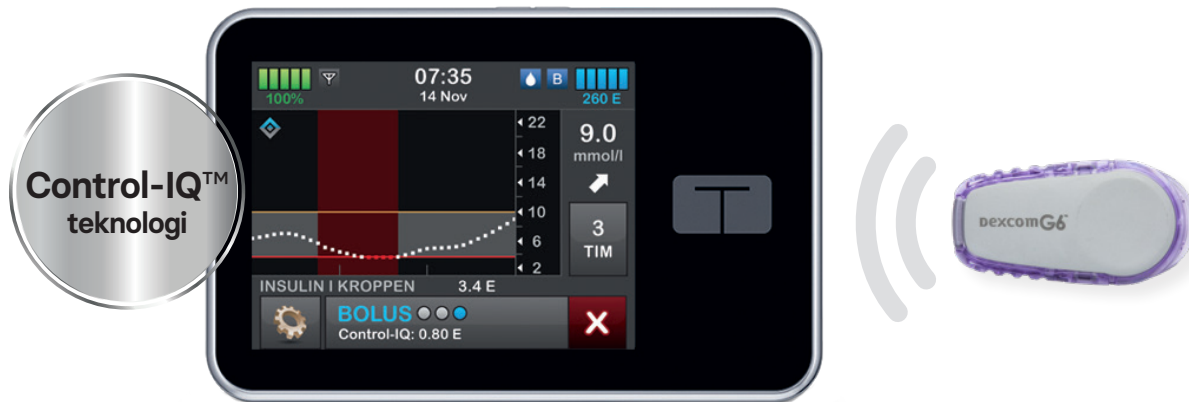 Control-IQ™
teknologi
100%
07:35
14 Nov
B
260 E
22
18
14
10
6
2
9.0
mmol/l
3
TIM
INSULIN I KROPPEN 3.4 E
BOLUS
Control-IQ: 0.80 E
X
T
Dexcom G6™